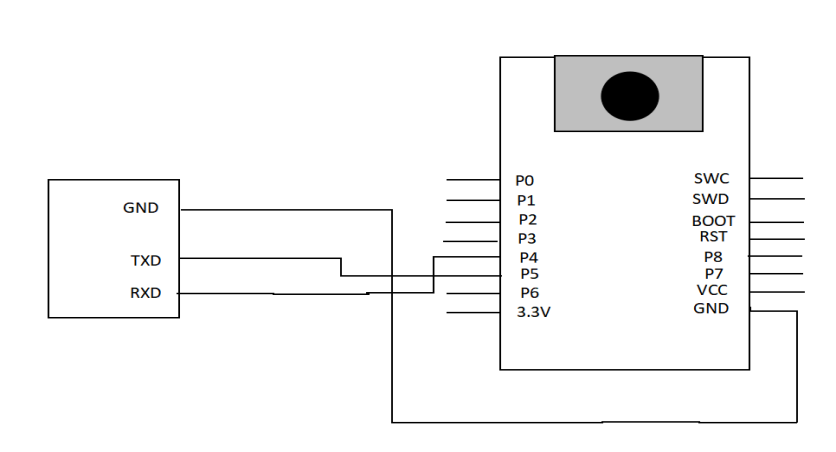 GND
TXD
RXD
P0
P1
P2
P3
P4
P5
P6
3.3V
SWC
SWD
BOOT
RST
P8
P7
VCC
GND